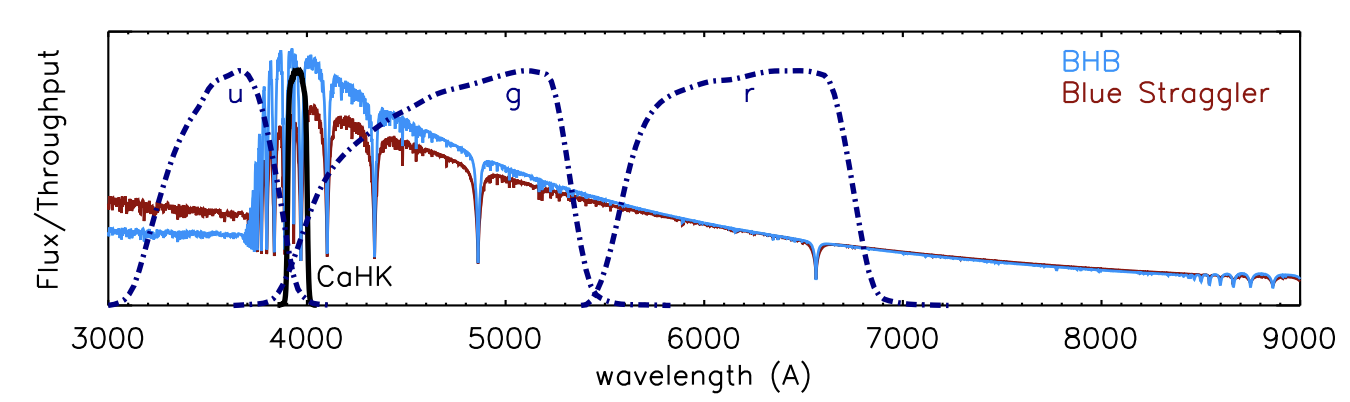 Flux/Throughput
BHB
Blue Straggler
u
g
r
CaHK
3000 4000 5000 6000 7000 8000 9000
wavelength (A)